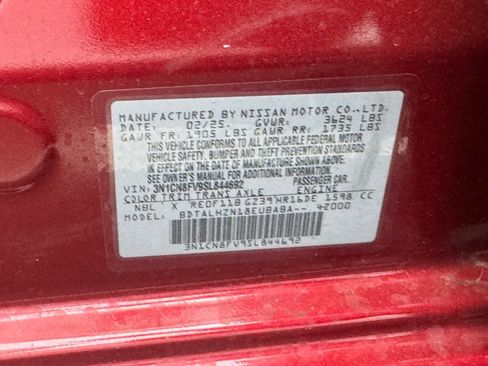 MANUFACTURED BY NISSAN MOTOR CO., LTD.
DATE: 02/25 GVWR: 3624 LBS
GAWR FR: 1905 LBS GAWR RR: 1735 LBS
THIS VEHICLE CONFORMS TO ALL APPLICABLE FEDERAL MOTOR
VEHICLE SAFETY, BUMPER AND THEFT PREVENTION STANDARDS
IN EFFECT ON THE DATE OF MANUFACTURE SHOWN ABOVE.
SEE OWNER'S MANUAL FOR ADDITIONAL INFORMATION.
VIN: 3N1CN8FV9SL844692 PASSENGER CAR.
COLOR TRIM TRANS AXLE ENGINE
NBL X RE0F11B GZ39 HR16DE 1598 CC
MODEL: BDTALHZN18EUBABA-- 42000
3N1CN8FV9SL844692